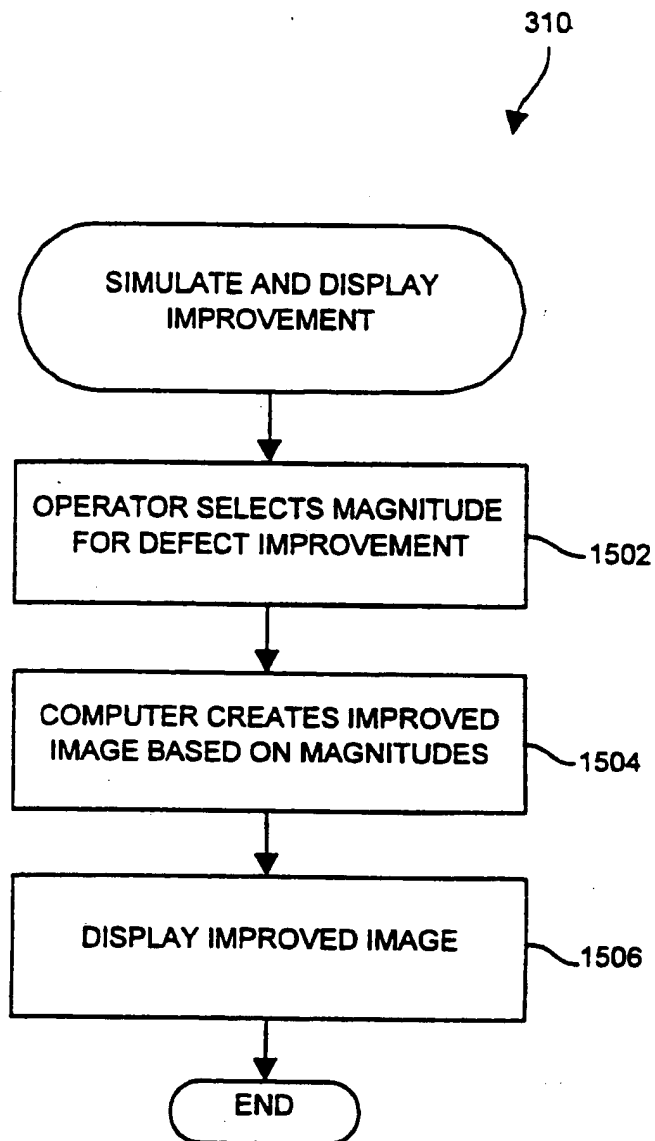 310
SIMULATE AND DISPLAY
IMPROVEMENT
OPERATOR SELECTS MAGNITUDE
FOR DEFECT IMPROVEMENT
1502
COMPUTER CREATES IMPROVED
IMAGE BASED ON MAGNITUDES
1504
DISPLAY IMPROVED IMAGE
1506
END